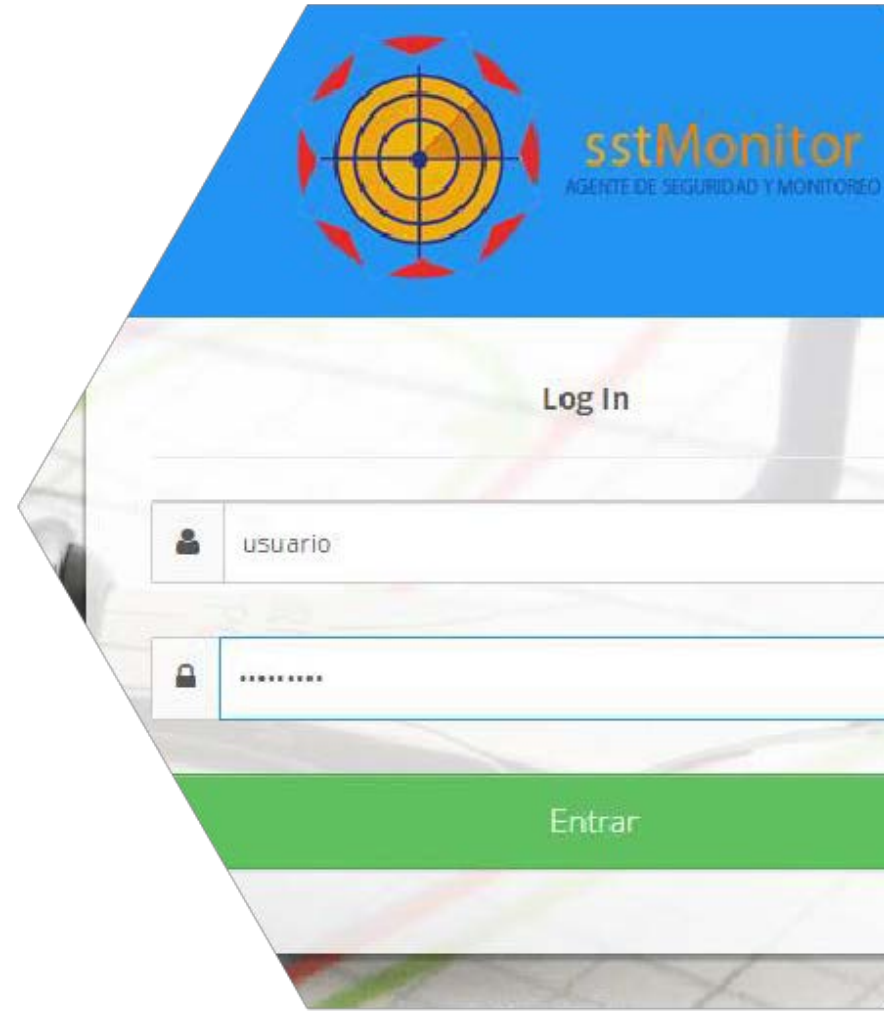 sstMonitor
AGENTE DE SEGURIDAD Y MONITOREO
Log In
usuario
•••••••••
Entrar